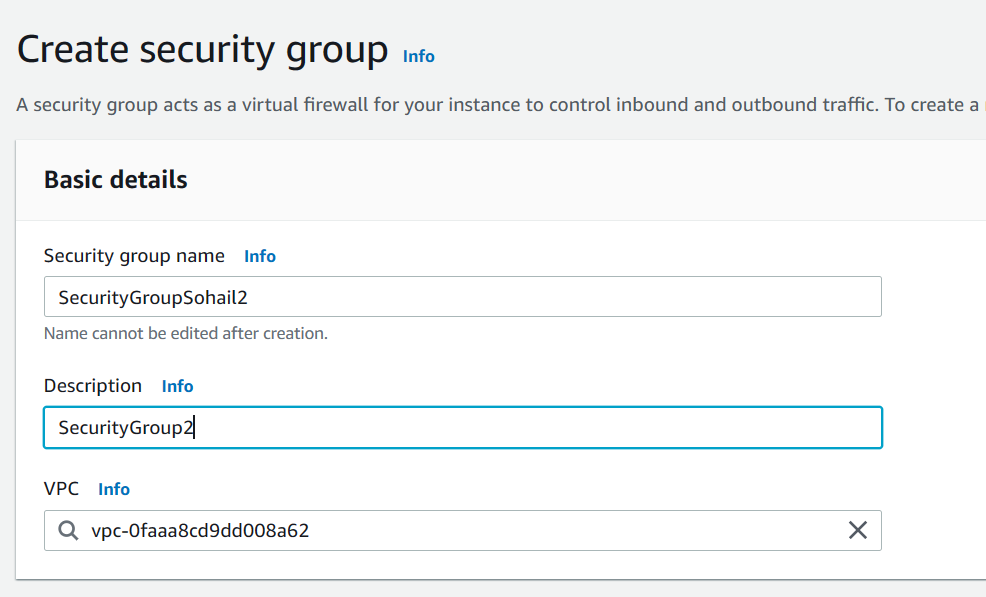 Create security group Info
A security group acts as a virtual firewall for your instance to control inbound and outbound traffic. To create a
Basic details
Security group name Info
SecurityGroupSohail2
Name cannot be edited after creation.
Description Info
SecurityGroup2
VPC Info
vpc-0faaa8cd9dd008a62